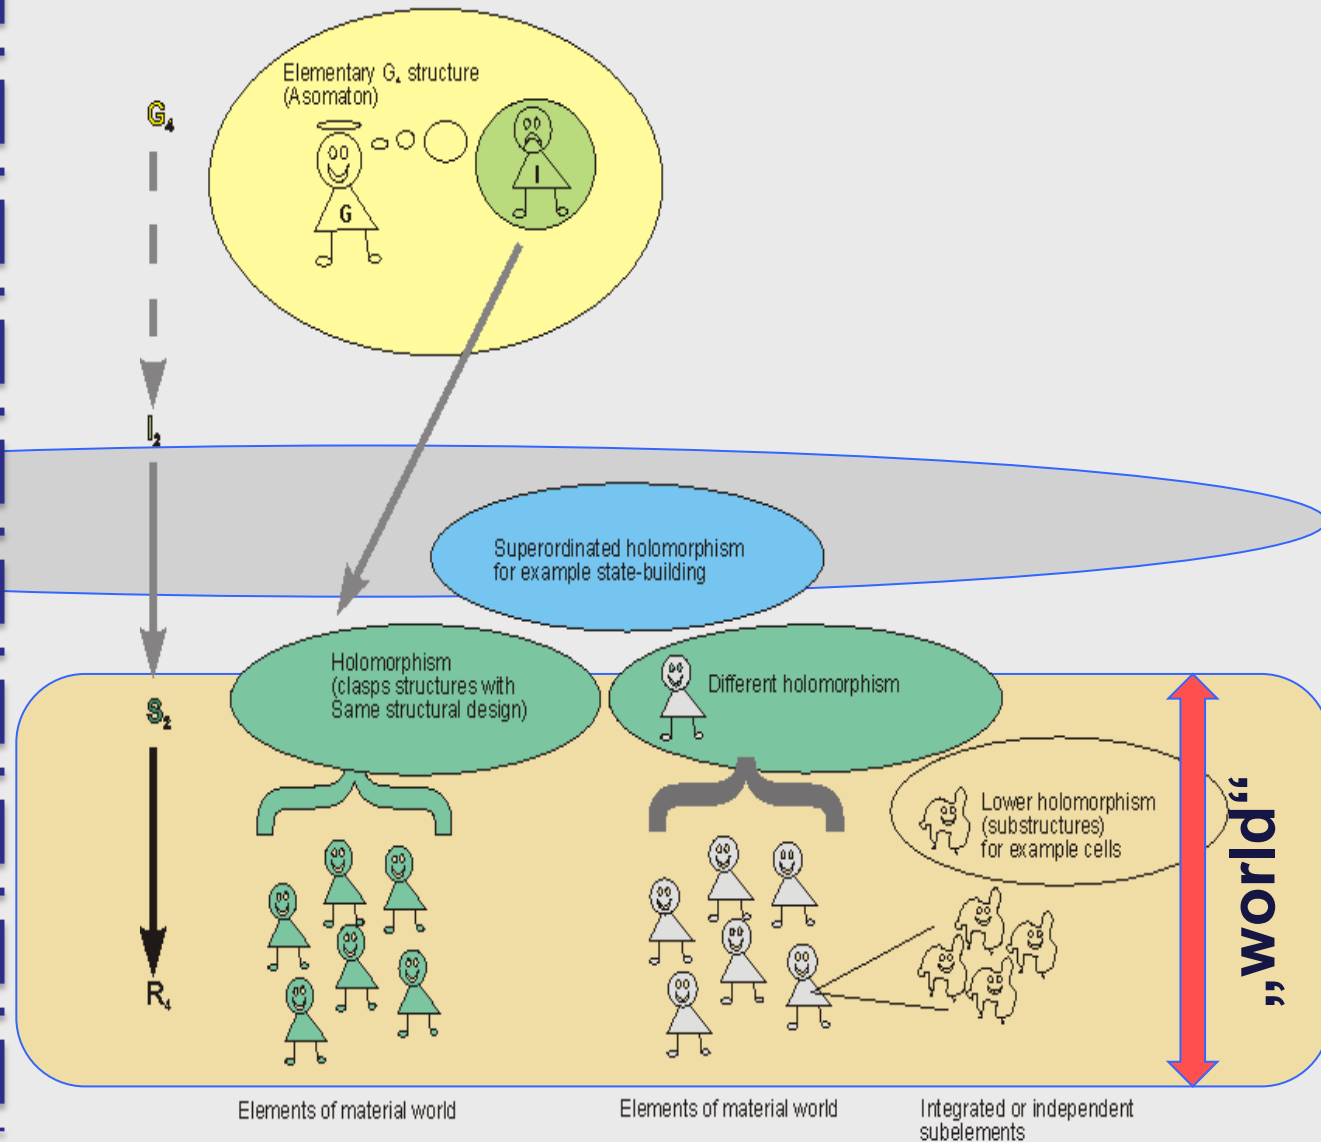 Elementary G4 structure
(Asomaton)
G4
G
I
I2
Superordinated holomorphism
for example state-building
Holomorphism
(clasps structures with
Same structural design)
Different holomorphism
S2
Lower holomorphism
(substructures)
for example cells
„world“
R4
Elements of material world
Elements of material world
Integrated or independent
subelements